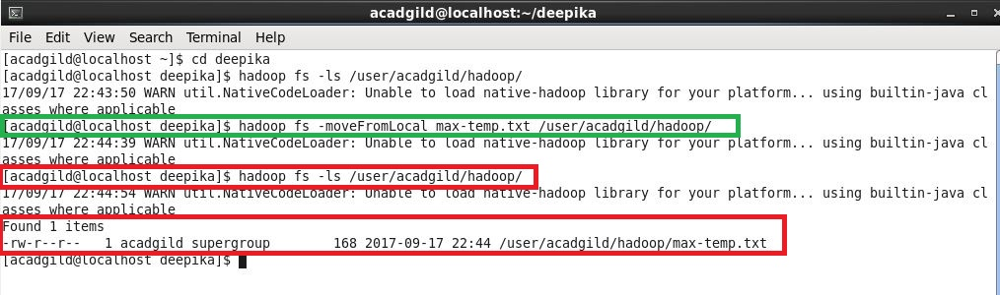 acadgild@localhost:~/deepika
File Edit View Search Terminal Help
[acadgild@localhost ~]$ cd deepika
[acadgild@localhost deepika]$ hadoop fs -ls /user/acadgild/hadoop/
17/09/17 22:43:50 WARN util.NativeCodeLoader: Unable to load native-hadoop library for your platform... using builtin-java cl
asses where applicable
[acadgild@localhost deepika]$ hadoop fs -moveFromLocal max-temp.txt /user/acadgild/hadoop/
17/09/17 22:44:39 WARN util.NativeCodeLoader: Unable to load native-hadoop library for your platform... using builtin-java cl
asses where applicable
[acadgild@localhost deepika]$ hadoop fs -ls /user/acadgild/hadoop/
17/09/17 22:44:54 WARN util.NativeCodeLoader: Unable to load native-hadoop library for your platform... using builtin-java cl
asses where applicable
Found 1 items
-rw-r--r--   1 acadgild supergroup        168 2017-09-17 22:44 /user/acadgild/hadoop/max-temp.txt
[acadgild@localhost deepika]$